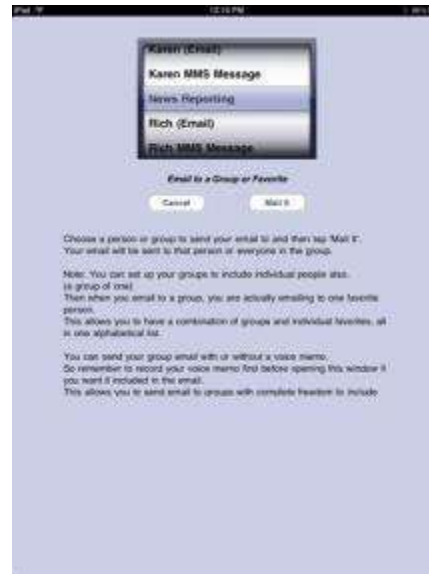 iPad
12:16 PM
Karen (Email)
Karen MMS Message
News Reporting
Rich (Email)
Rich MMS Message
Email to a Group or Favorite
Cancel
Mail It
Choose a person or group to send your email to and then tap 'Mail It'.
Your email will be sent to that person or everyone in the group.
Note: You can set up your groups to include individual people also.
(a group of one)
Then when you email to a group, you are actually emailing to one favorite
person.
This allows you to have a combination of groups and individual favorites, all
in one alphabetical list.
You can send your group email with or without a voice memo.
So remember to record your voice memo first before opening this window if
you want it included in the email.
This allows you to send email to groups with complete freedom to include